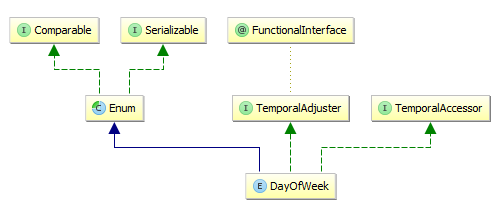 I Comparable
I Serializable
@ FunctionalInterface
C Enum
I TemporalAdjuster
I TemporalAccessor
E DayOfWeek